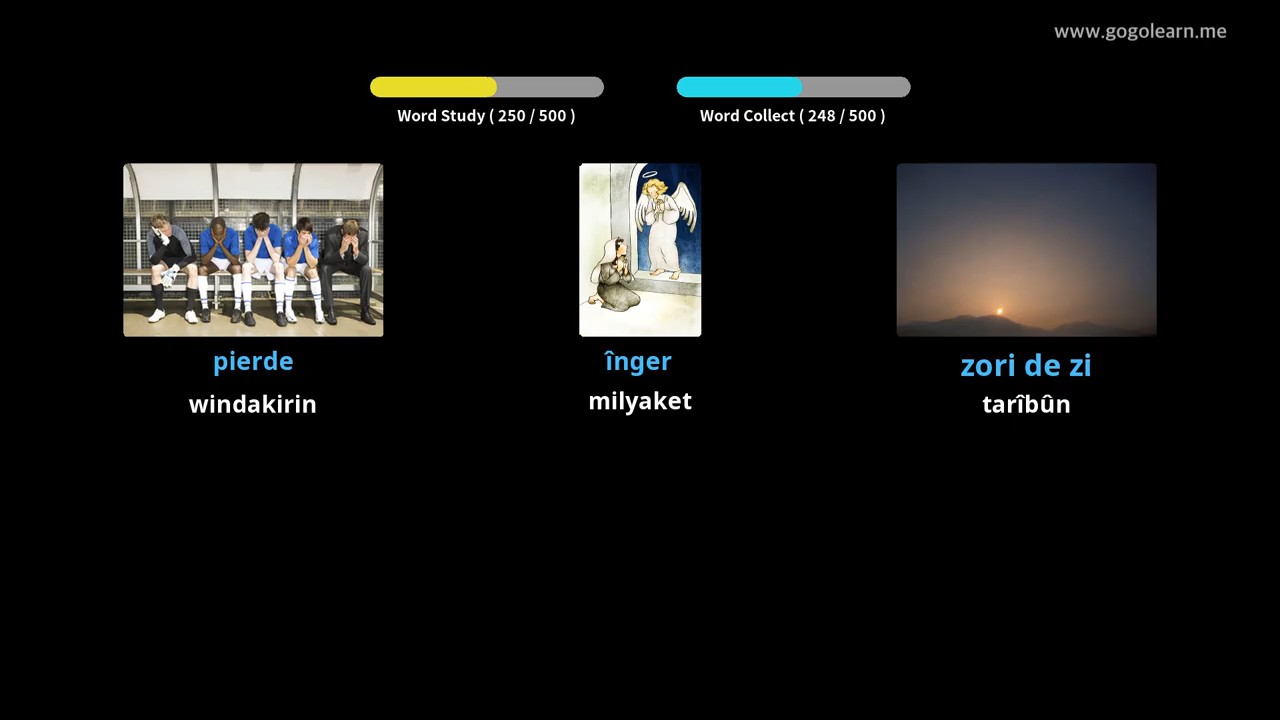 www.gogolearn.me
Word Study ( 250 / 500 )
Word Collect ( 248 / 500 )
pierde
înger
zori de zi
windakirin
milyaket
tarîbûn